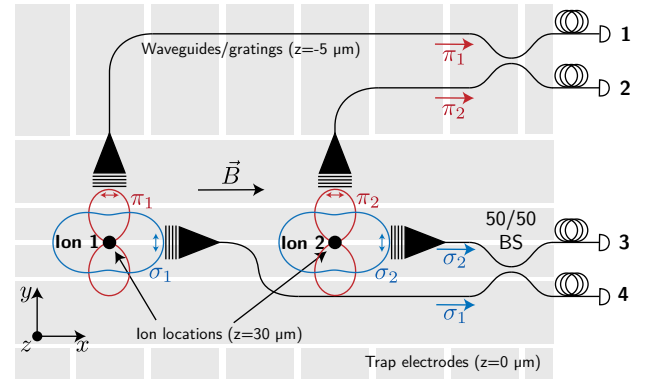 Waveguides/gratings (z=-5 µm)
π₁
1
π₂
2
B⃗
π₁
π₂
50/50
BS
Ion 1
Ion 2
σ₁
σ₂
σ₂
3
σ₁
4
y
z
x
Ion locations (z=30 µm)
Trap electrodes (z=0 µm)